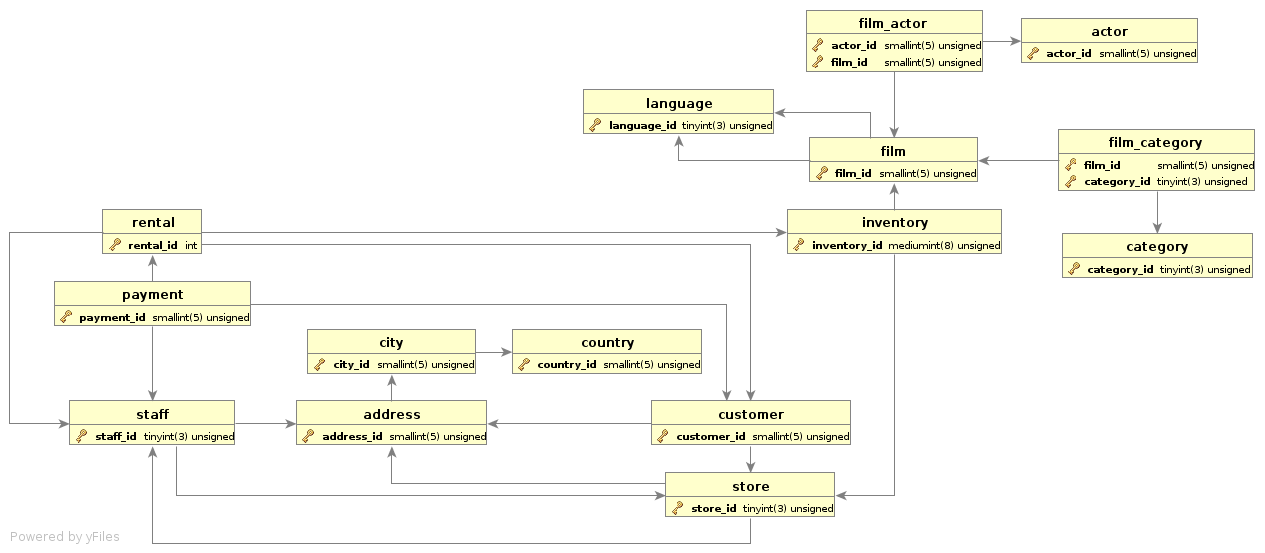 film_actor
actor_id smallint(5) unsigned
film_id smallint(5) unsigned
actor
actor_id smallint(5) unsigned
language
language_id tinyint(3) unsigned
film
film_id smallint(5) unsigned
film_category
film_id smallint(5) unsigned
category_id tinyint(3) unsigned
rental
rental_id int
inventory
inventory_id mediumint(8) unsigned
category
category_id tinyint(3) unsigned
payment
payment_id smallint(5) unsigned
city
city_id smallint(5) unsigned
country
country_id smallint(5) unsigned
staff
staff_id tinyint(3) unsigned
address
address_id smallint(5) unsigned
customer
customer_id smallint(5) unsigned
store
store_id tinyint(3) unsigned
Powered by yFiles